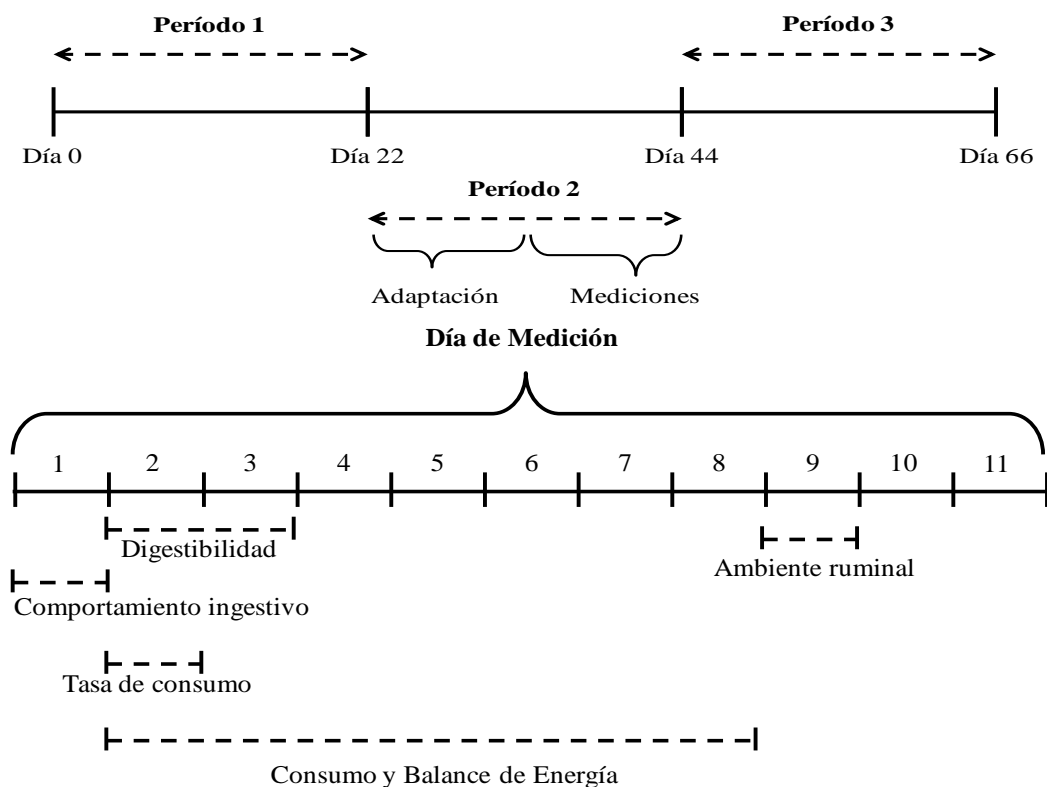 Período 1
Período 3
Día 0
Día 22
Día 44
Día 66
Período 2
Adaptación
Mediciones
Día de Medición
1 2 3 4 5 6 7 8 9 10 11
Digestibilidad
Ambiente ruminal
Comportamiento ingestivo
Tasa de consumo
Consumo y Balance de Energía